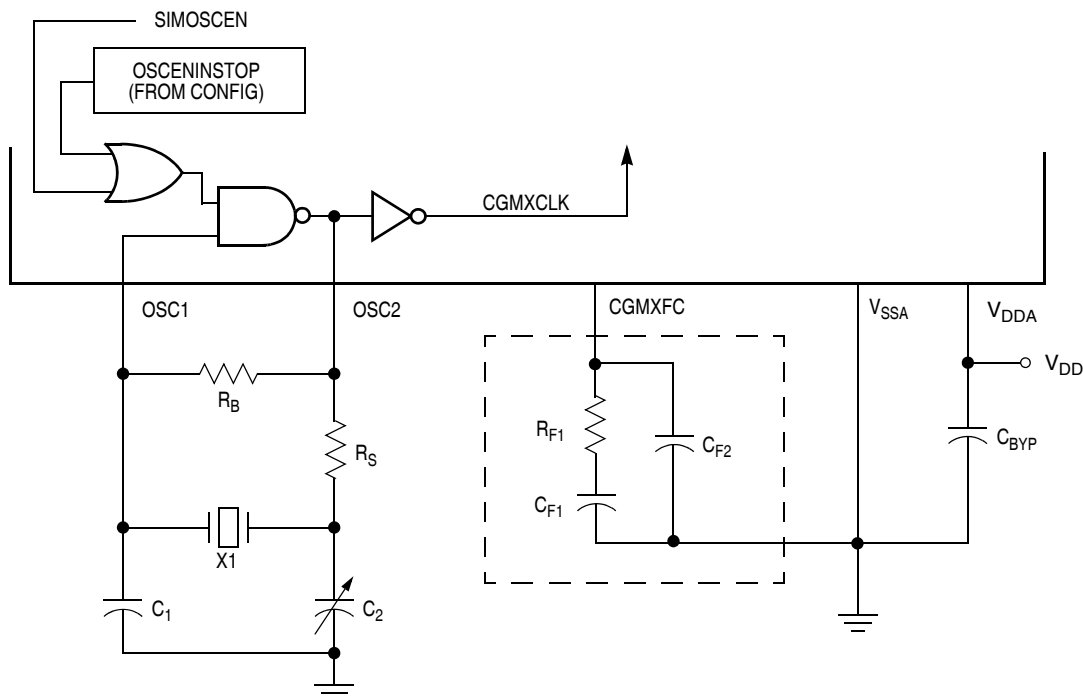 SIMOSCEN
OSCENINSTOP
(FROM CONFIG)
CGMXCLK
OSC1
OSC2
CGMXFC
VSSA
VDDA
VDD
RB
RF1
CF2
CBYP
RS
CF1
X1
C1
C2